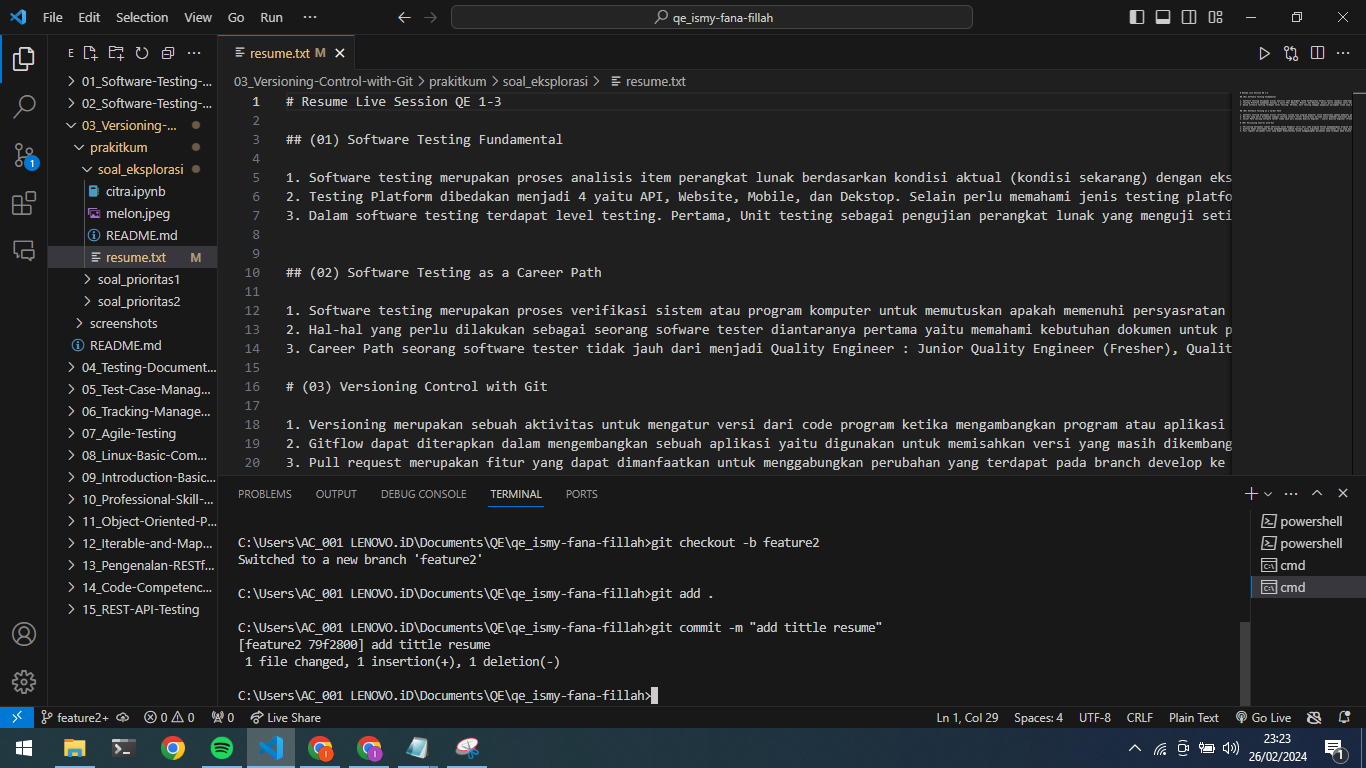 File Edit Selection View Go Run ···
qe_ismy-fana-fillah
E
resume.txt M
01_Software-Testing-...
02_Software-Testing-...
03_Versioning-...
prakitkum
soal_eksplorasi
citra.ipynb
melon.jpeg
README.md
resume.txt M
soal_prioritas1
soal_prioritas2
screenshots
README.md
04_Testing-Document...
05_Test-Case-Manag...
06_Tracking-Manage...
07_Agile-Testing
08_Linux-Basic-Com...
09_Introduction-Basic...
10_Professional-Skill-...
11_Object-Oriented-P...
12_Iterable-and-Map...
13_Pengenalan-RESTf...
14_Code-Competenc...
15_REST-API-Testing
1
03_Versioning-Control-with-Git > prakitkum > soal_eksplorasi > resume.txt
1 # Resume Live Session QE 1-3
2
3 ## (01) Software Testing Fundamental
4
5 1. Software testing merupakan proses analisis item perangkat lunak berdasarkan kondisi aktual (kondisi sekarang) dengan eks
6 2. Testing Platform dibedakan menjadi 4 yaitu API, Website, Mobile, dan Dekstop. Selain perlu memahami jenis testing platfo
7 3. Dalam software testing terdapat level testing. Pertama, Unit testing sebagai pengujian perangkat lunak yang menguji seti
8
9
10 ## (02) Software Testing as a Career Path
11
12 1. Software testing merupakan proses verifikasi sistem atau program komputer untuk memutuskan apakah memenuhi persyasratan
13 2. Hal-hal yang perlu dilakukan sebagai seorang sofware tester diantaranya pertama yaitu memahami kebutuhan dokumen untuk p
14 3. Career Path seorang software tester tidak jauh dari menjadi Quality Engineer : Junior Quality Engineer (Fresher), Qualit
15
16 # (03) Versioning Control with Git
17
18 1. Versioning merupakan sebuah aktivitas untuk mengatur versi dari code program ketika mengambangkan program atau aplikasi
19 2. Gitflow dapat diterapkan dalam mengembangkan sebuah aplikasi yaitu digunakan untuk memisahkan versi yang masih dikembang
20 3. Pull request merupakan fitur yang dapat dimanfaatkan untuk menggabungkan perubahan yang terdapat pada branch develop ke
PROBLEMS OUTPUT DEBUG CONSOLE TERMINAL PORTS
C:\Users\AC_001 LENOVO.iD\Documents\QE\qe_ismy-fana-fillah>git checkout -b feature2
Switched to a new branch 'feature2'
C:\Users\AC_001 LENOVO.iD\Documents\QE\qe_ismy-fana-fillah>git add .
C:\Users\AC_001 LENOVO.iD\Documents\QE\qe_ismy-fana-fillah>git commit -m "add tittle resume"
[feature2 79f2800] add tittle resume
1 file changed, 1 insertion(+), 1 deletion(-)
C:\Users\AC_001 LENOVO.iD\Documents\QE\qe_ismy-fana-fillah>
powershell
powershell
cmd
cmd
feature2+ 0 0 0 Live Share Ln 1, Col 29 Spaces: 4 UTF-8 CRLF Plain Text Go Live
23:23
26/02/2024
1